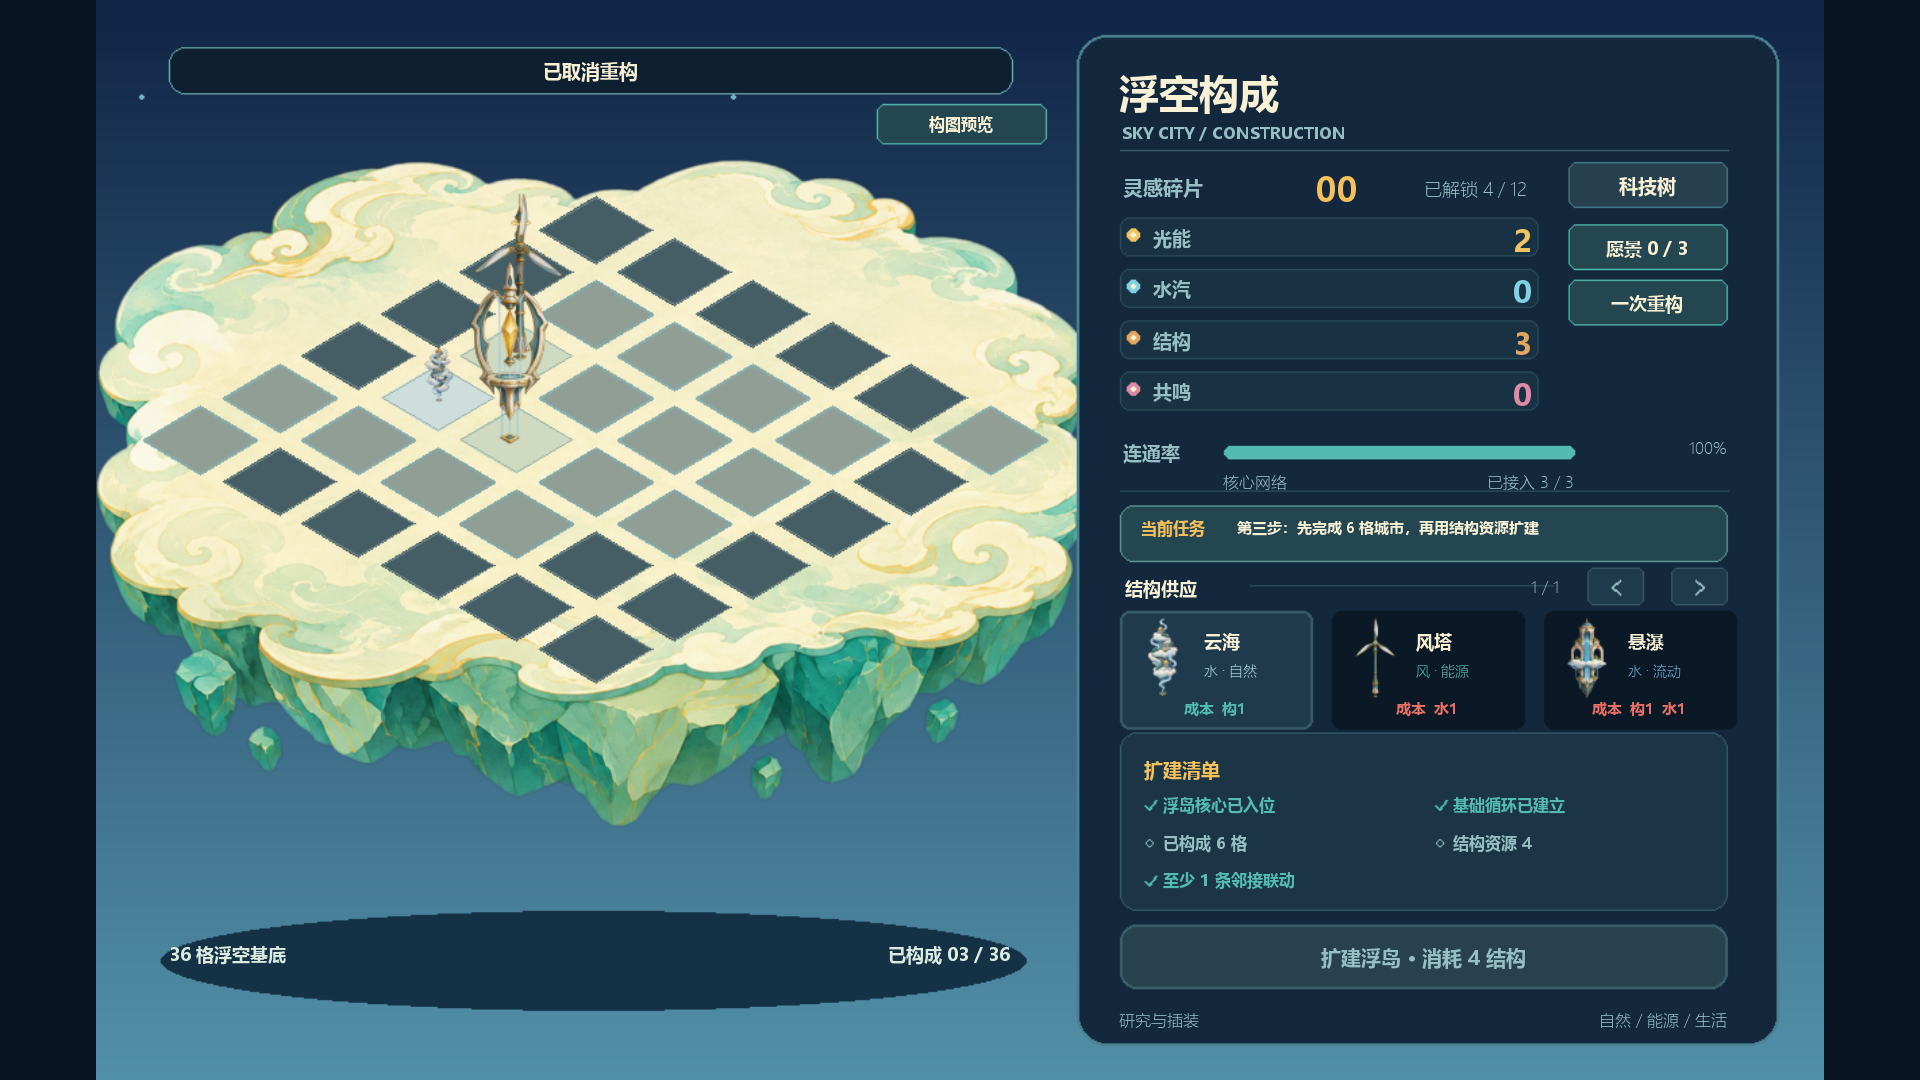 已取消重构
构图预览
浮空构成
SKY CITY / CONSTRUCTION
灵感碎片 00 已解锁 4 / 12
科技树
光能 2
愿景 0 / 3
水汽 0
一次重构
结构 3
共鸣 0
连通率 100%
核心网络 已接入 3 / 3
当前任务 第三步：先完成 6 格城市，再用结构资源扩建
结构供应 1 / 1 < >
云海 风塔 悬瀑
水 · 自然 风 · 能源 水 · 流动
成本 构1 成本 水1 成本 构1 水1
扩建清单
浮岛核心已入位 基础循环已建立
已构成 6 格 结构资源 4
至少 1 条邻接联动
扩建浮岛 • 消耗 4 结构
36 格浮空基底 已构成 03 / 36
研究与插装 自然 / 能源 / 生活